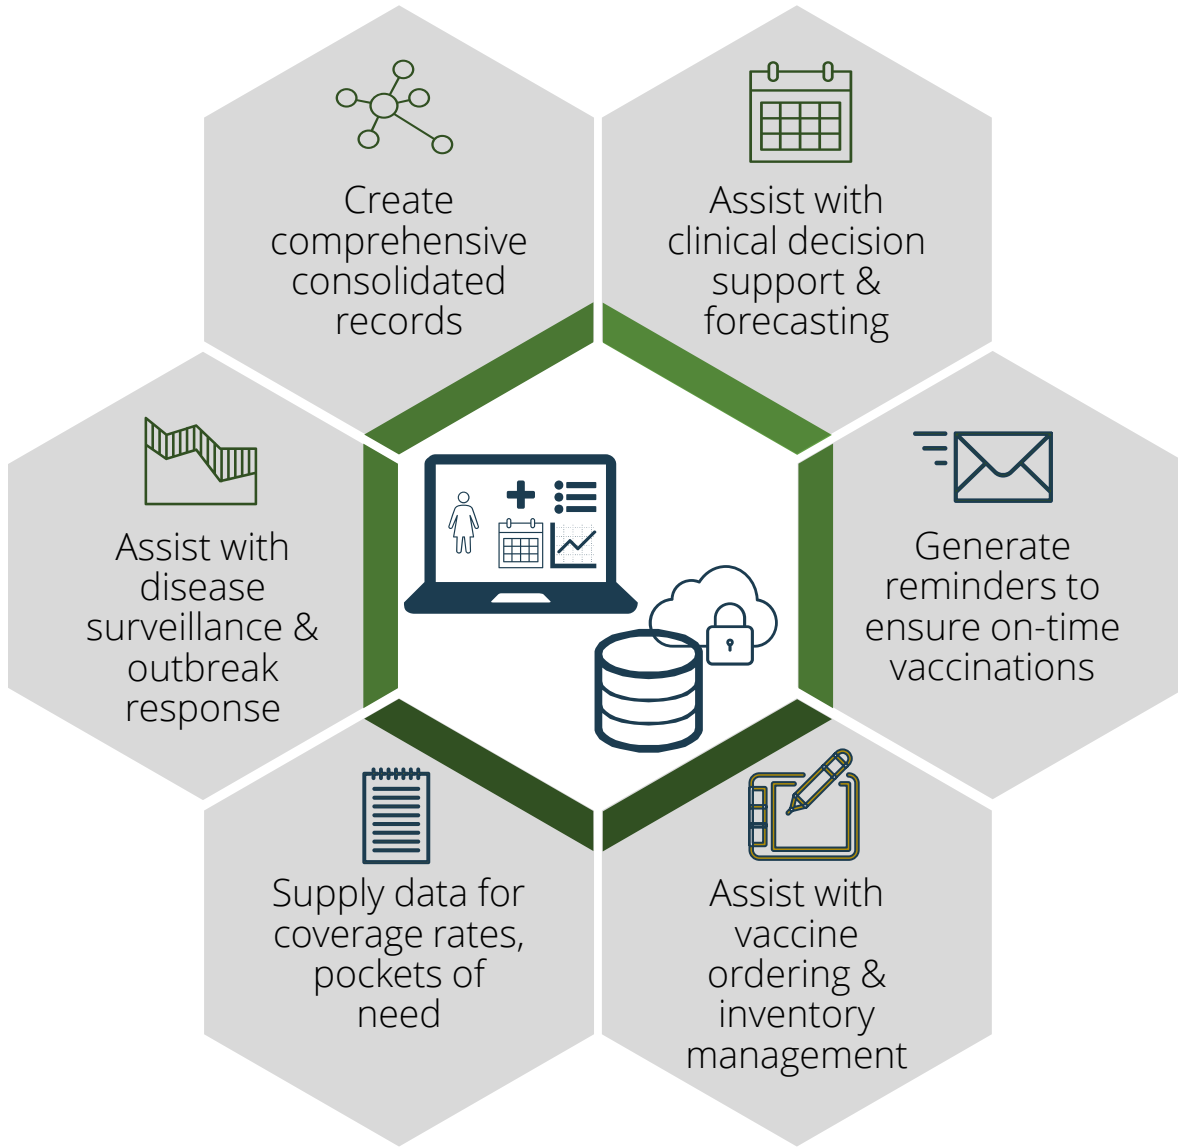 Create
comprehensive
consolidated
records
Assist with
clinical decision
support &
forecasting
Assist with
disease
surveillance &
outbreak
response
Generate
reminders to
ensure on-time
vaccinations
Supply data for
coverage rates,
pockets of
need
Assist with
vaccine
ordering &
inventory
management